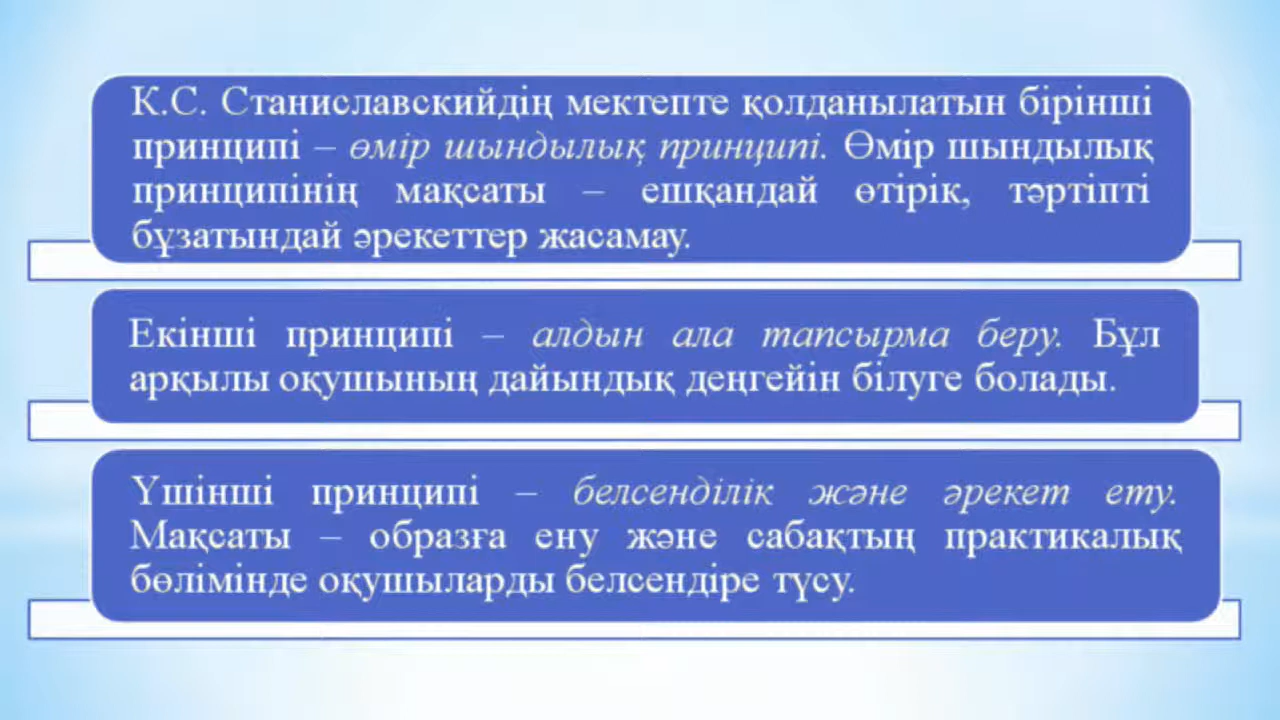 К.С. Станиславскийдің мектепте қолданылатын бірінші
принципі – өмір шындылық принципі. Өмір шындылық
принципінің мақсаты – ешқандай өтірік, тәртіпті
бұзатындай әрекеттер жасамау.
Екінші принципі – алдын ала тапсырма беру. Бұл
арқылы оқушының дайындық деңгейін білуге болады.
Үшінші принципі – белсенділік және әрекет ету.
Мақсаты – образға ену және сабақтың практикалық
бөлімінде оқушыларды белсендіре түсу.